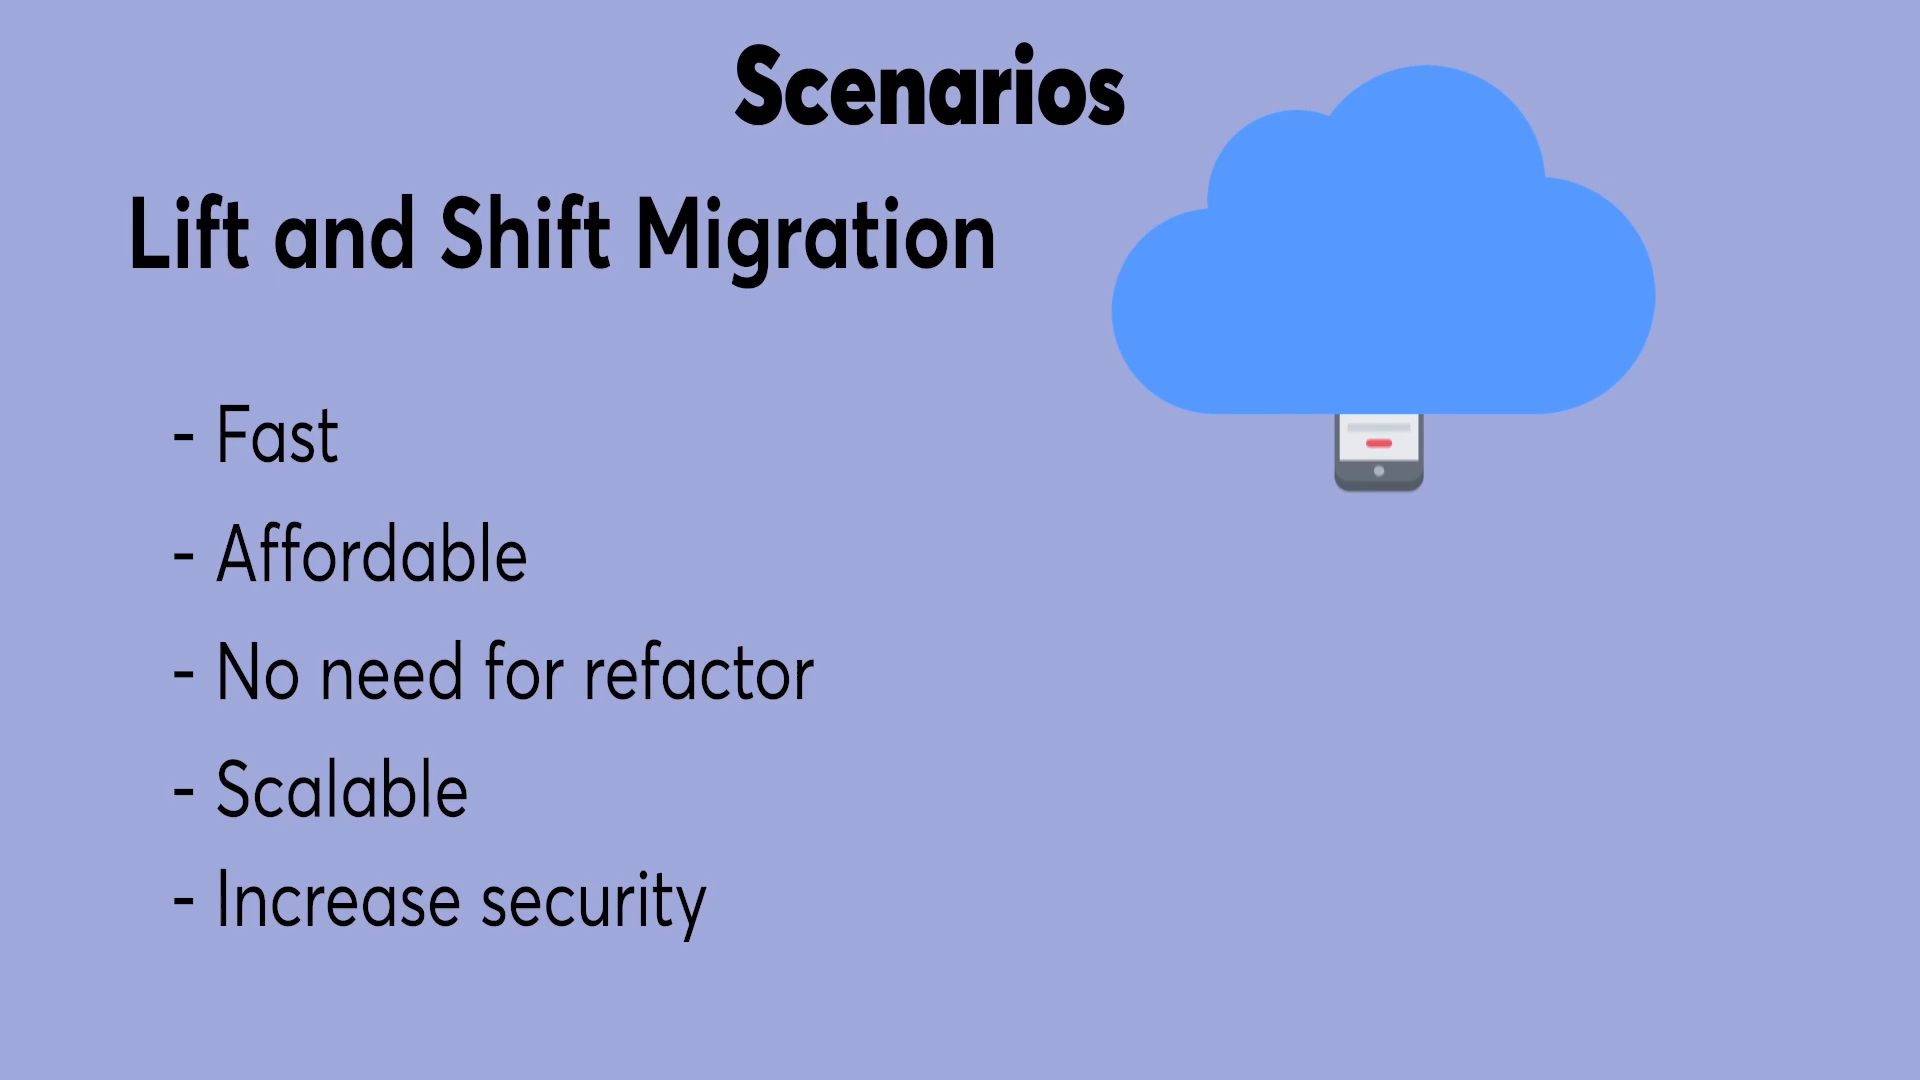 Scenarios
Lift and Shift Migration
- Fast
- Affordable
- No need for refactor
- Scalable
- Increase security